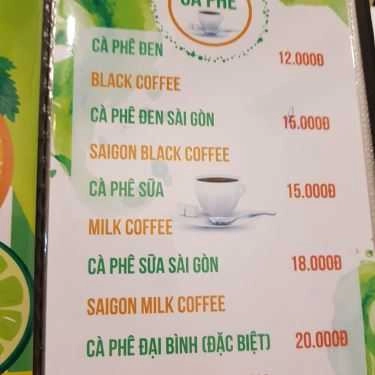 CÀ PHÊ
CÀ PHÊ ĐEN 12.000Đ
BLACK COFFEE
CÀ PHÊ ĐEN SÀI GÒN 15.000Đ
SAIGON BLACK COFFEE
CÀ PHÊ SỮA 15.000Đ
MILK COFFEE
CÀ PHÊ SỮA SÀI GÒN 18.000Đ
SAIGON MILK COFFEE
CÀ PHÊ ĐẠI BÌNH (ĐẶC BIỆT) 20.000Đ